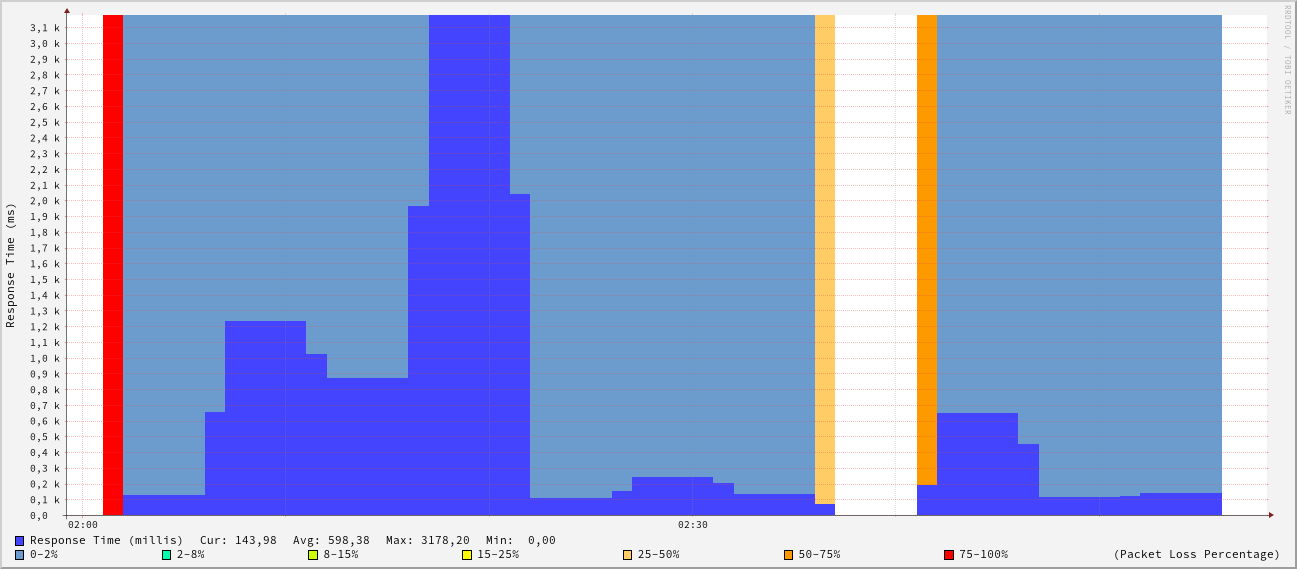 RRDTOOL / TOBI OETIKER
Response Time (ms)
3,1 k
3,0 k
2,9 k
2,8 k
2,7 k
2,6 k
2,5 k
2,4 k
2,3 k
2,2 k
2,1 k
2,0 k
1,9 k
1,8 k
1,7 k
1,6 k
1,5 k
1,4 k
1,3 k
1,2 k
1,1 k
1,0 k
0,9 k
0,8 k
0,7 k
0,6 k
0,5 k
0,4 k
0,3 k
0,2 k
0,1 k
0,0
02:00 02:30
Response Time (millis) Cur: 143,98 Avg: 598,38 Max: 3178,20 Min: 0,00
0-2% 2-8% 8-15% 15-25% 25-50% 50-75% 75-100% (Packet Loss Percentage)